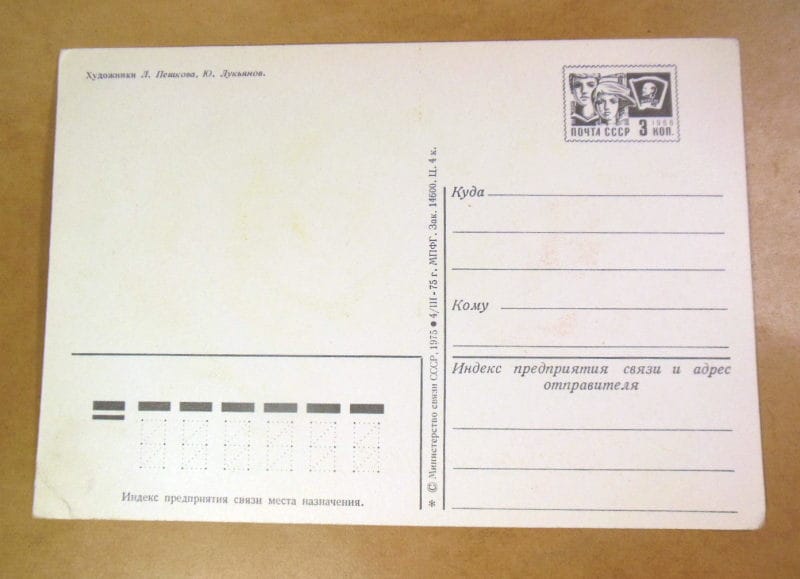 Художники Л. Пешкова, Ю. Лукьянов.
1966
ПОЧТА СССР 3 КОП.
* © Министерство связи СССР, 1975 ● 4/III-75 г. МПФГ. Зак. 14600. Ц. 4 к.
Куда
Кому
Индекс предприятия связи и адрес
отправителя
Индекс предприятия связи места назначения.